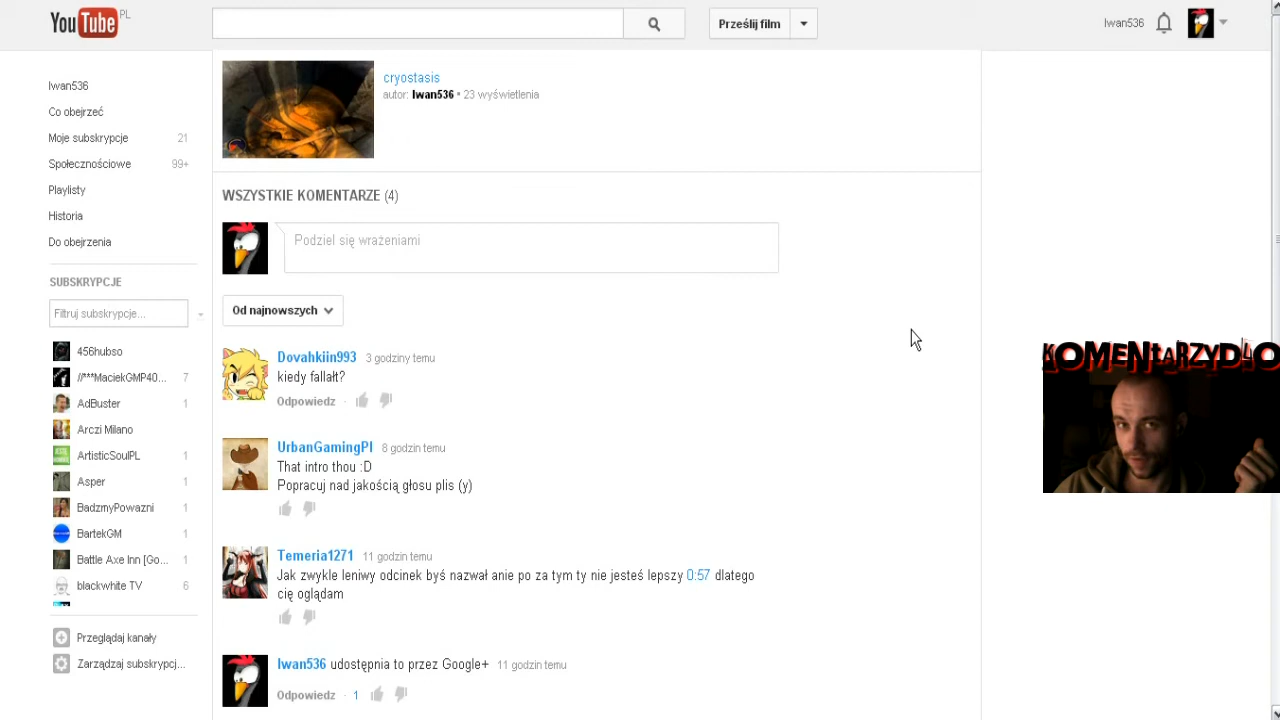 YouTube PL
Prześlij film
Iwan536
Iwan536
Co obejrzeć
Moje subskrypcje 21
Społecznościowe 99+
Playlisty
Historia
Do obejrzenia
SUBSKRYPCJE
Filtruj subskrypcje...
456hubso
//***MaciekGMP40... 7
AdBuster 1
Arczi Milano
ArtisticSoulPL 1
Asper 1
BadzmyPowazni 1
BartekGM 1
Battle Axe Inn [Go... 1
blackwhite TV 6
Przeglądaj kanały
Zarządzaj subskrypcj...
cryostasis
autor: Iwan536 • 23 wyświetlenia
WSZYSTKIE KOMENTARZE (4)
Podziel się wrażeniami
Od najnowszych
Dovahkiin993 3 godziny temu
kiedy fallałt?
Odpowiedz ·
UrbanGamingPl 8 godzin temu
That intro thou :D
Popracuj nad jakością głosu plis (y)
Temeria1271 11 godzin temu
Jak zwykle leniwy odcinek byś nazwał anie po za tym ty nie jesteś lepszy 0:57 dlatego
cię oglądam
Iwan536 udostępnia to przez Google+ 11 godzin temu
Odpowiedz · 1
KOMENtARZYDLO